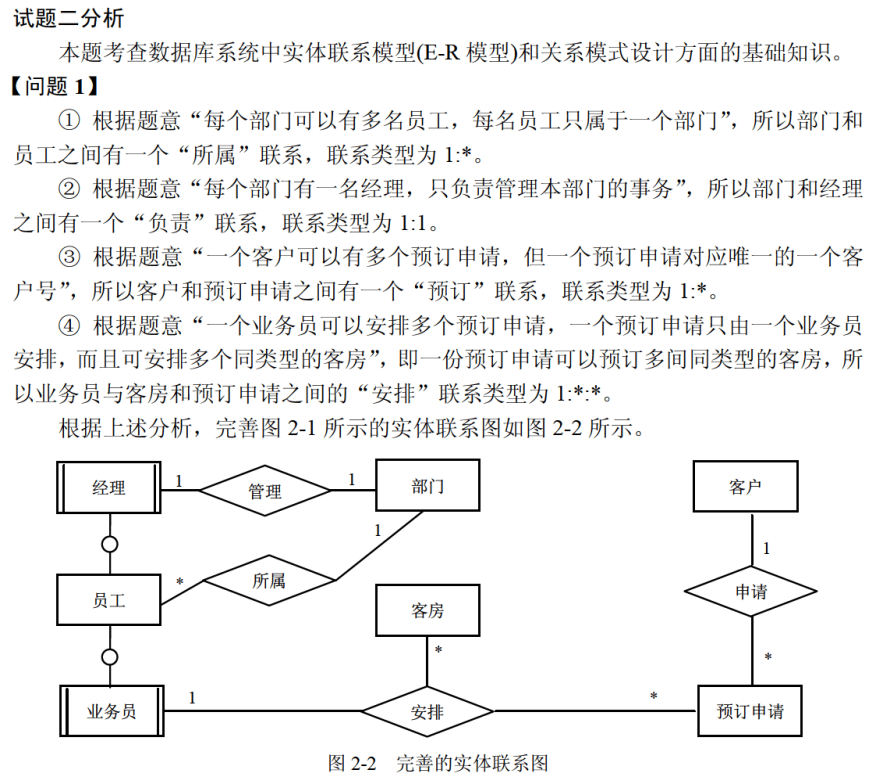 试题二分析
本题考查数据库系统中实体联系模型(E-R 模型)和关系模式设计方面的基础知识。
【问题 1】
① 根据题意“每个部门可以有多名员工，每名员工只属于一个部门”，所以部门和
员工之间有一个“所属”联系，联系类型为 1:*。
② 根据题意“每个部门有一名经理，只负责管理本部门的事务”，所以部门和经理
之间有一个“负责”联系，联系类型为 1:1。
③ 根据题意“一个客户可以有多个预订申请，但一个预订申请对应唯一的一个客
户号”，所以客户和预订申请之间有一个“预订”联系，联系类型为 1:*。
④ 根据题意“一个业务员可以安排多个预订申请，一个预订申请只由一个业务员
安排，而且可安排多个同类型的客房”，即一份预订申请可以预订多间同类型的客房，所
以业务员与客房和预订申请之间的“安排”联系类型为 1:*:*。
根据上述分析，完善图 2-1 所示的实体联系图如图 2-2 所示。
经理 1 管理 1 部门 客户
1 1
* 所属 申请
员工 客房
* *
业务员 1 安排 * 预订申请
图 2-2 完善的实体联系图